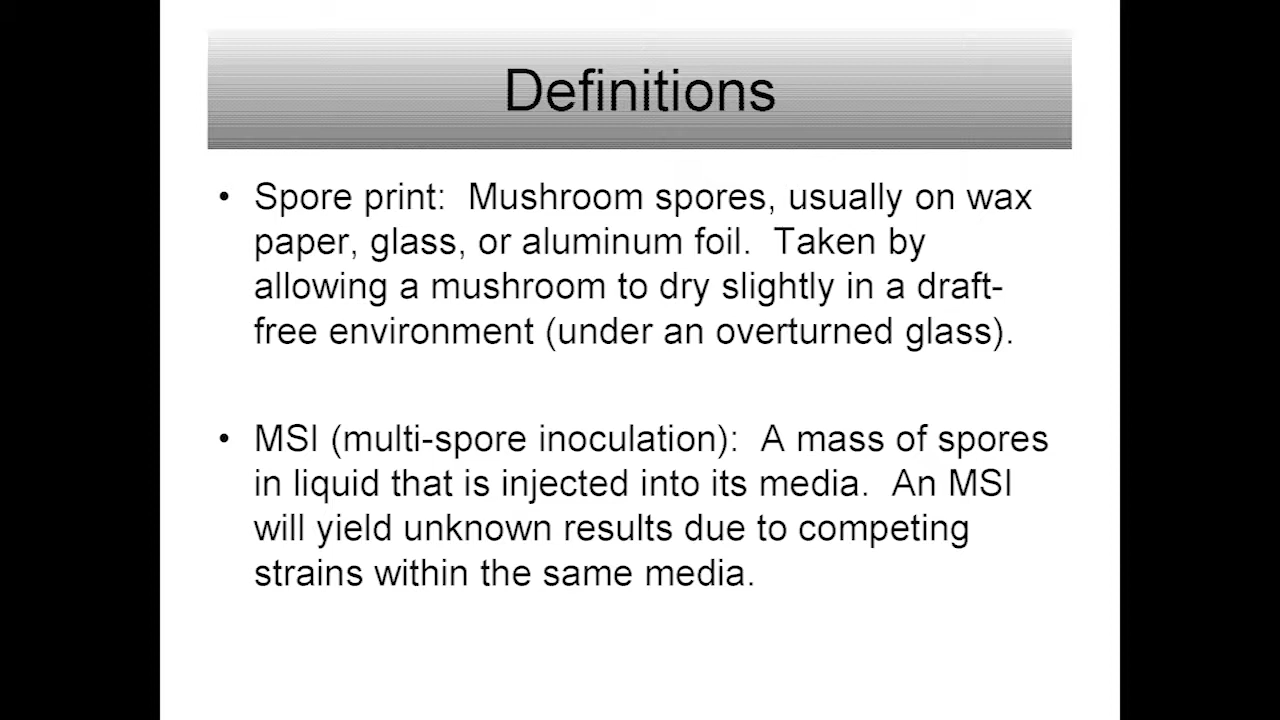 Definitions
• Spore print:  Mushroom spores, usually on wax
paper, glass, or aluminum foil.  Taken by
allowing a mushroom to dry slightly in a draft-
free environment (under an overturned glass).
• MSI (multi-spore inoculation):  A mass of spores
in liquid that is injected into its media.  An MSI
will yield unknown results due to competing
strains within the same media.